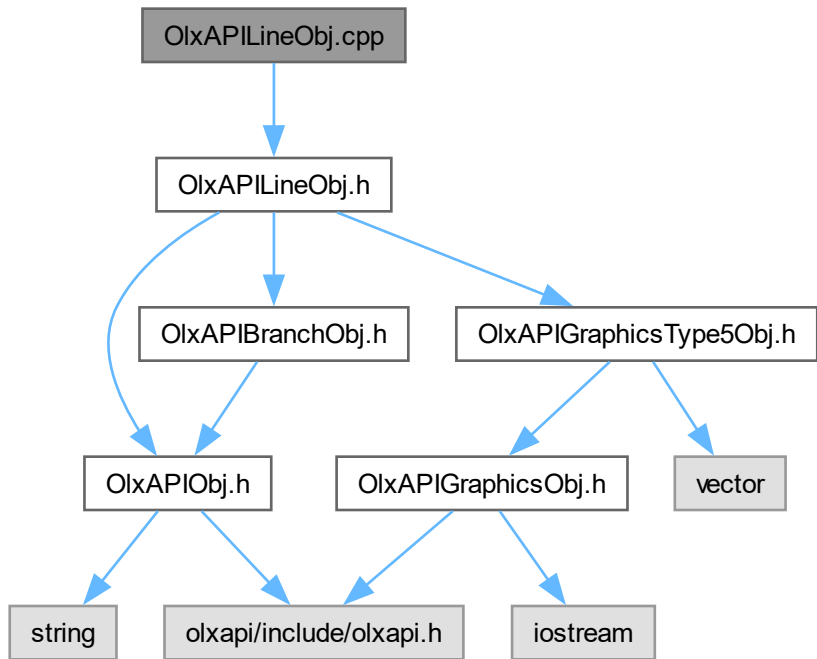 OlxAPILineObj.cpp
OlxAPILineObj.h
OlxAPIBranchObj.h
OlxAPIGraphicsType5Obj.h
OlxAPIObj.h
OlxAPIGraphicsObj.h
vector
string
olxapi/include/olxapi.h
iostream